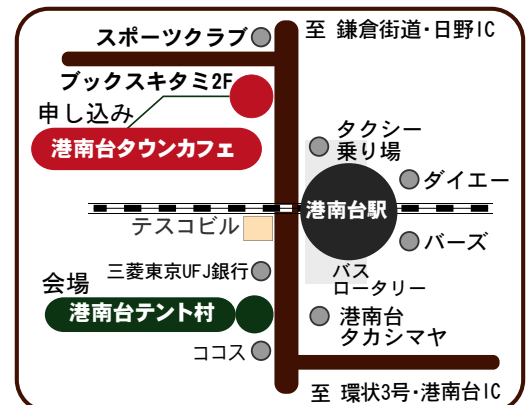 スポーツクラブ
至 鎌倉街道・日野IC
ブックスキタミ2F
申し込み
港南台タウンカフェ
タクシー
乗り場
ダイエー
港南台駅
テスコビル
バーズ
三菱東京UFJ銀行
バス
ロータリー
会場
港南台テント村
港南台
タカシマヤ
ココス
至 環状3号・港南台IC